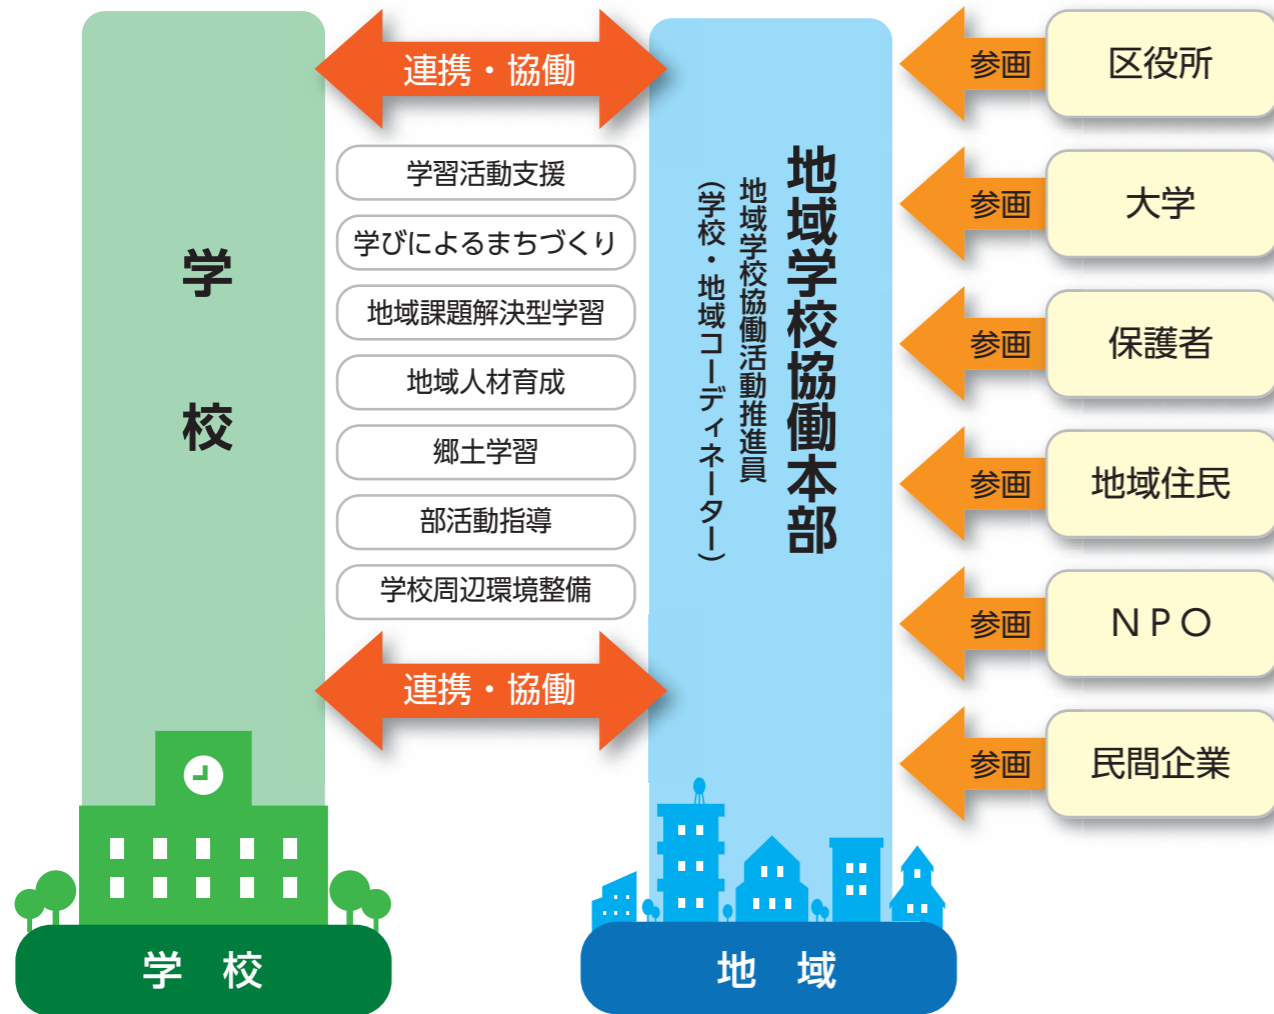 学校
連携・協働
学習活動支援
学びによるまちづくり
地域課題解決型学習
地域人材育成
郷土学習
部活動指導
学校周辺環境整備
連携・協働
地域学校協働本部
地域学校協働活動推進員
（学校・地域コーディネーター）
参画
区役所
参画
大学
参画
保護者
参画
地域住民
参画
ＮＰＯ
参画
民間企業
学　校
地　域